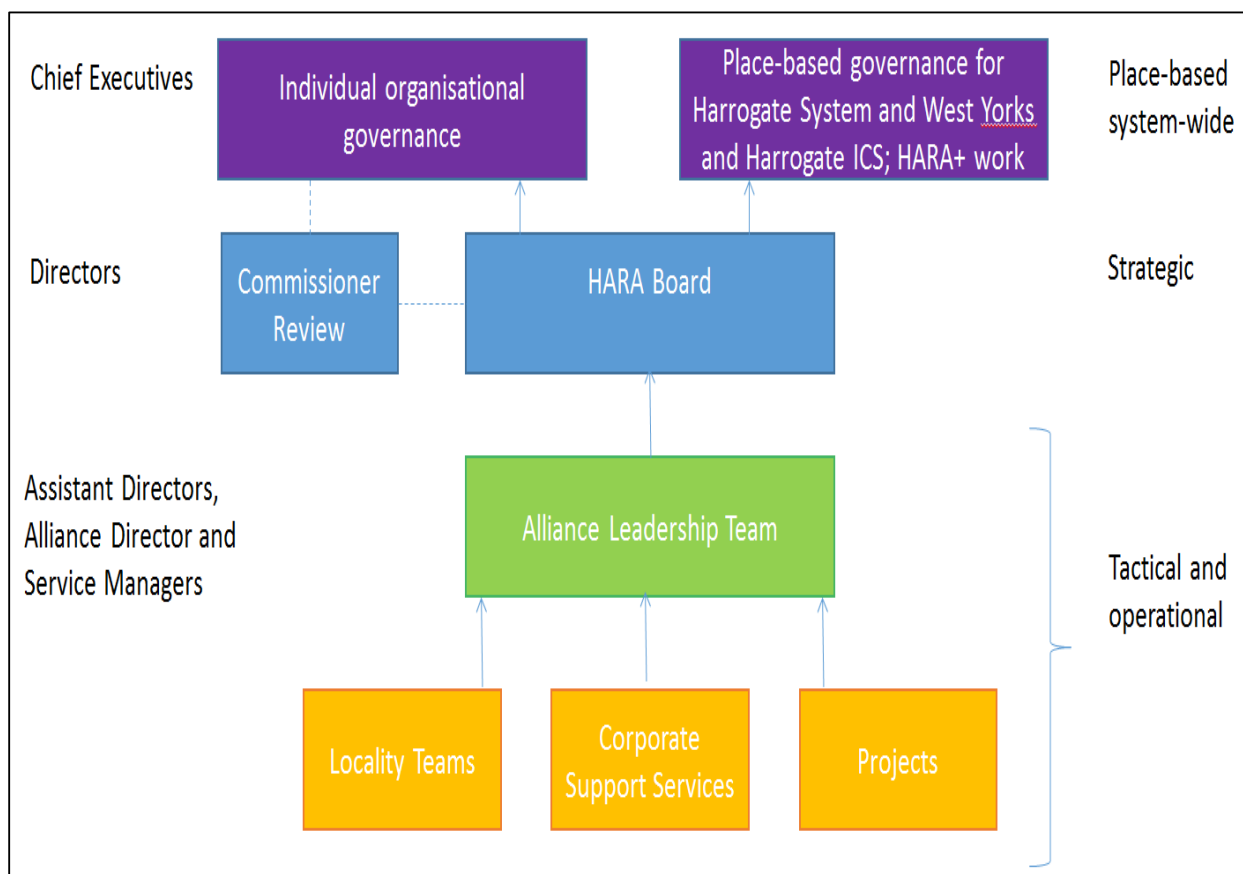 Chief Executives
Individual organisational
governance
Place-based governance for
Harrogate System and West Yorks
and Harrogate ICS; HARA+ work
Place-based
system-wide
Directors
Commissioner
Review
HARA Board
Strategic
Assistant Directors,
Alliance Director and
Service Managers
Alliance Leadership Team
Tactical and
operational
Locality Teams
Corporate
Support Services
Projects